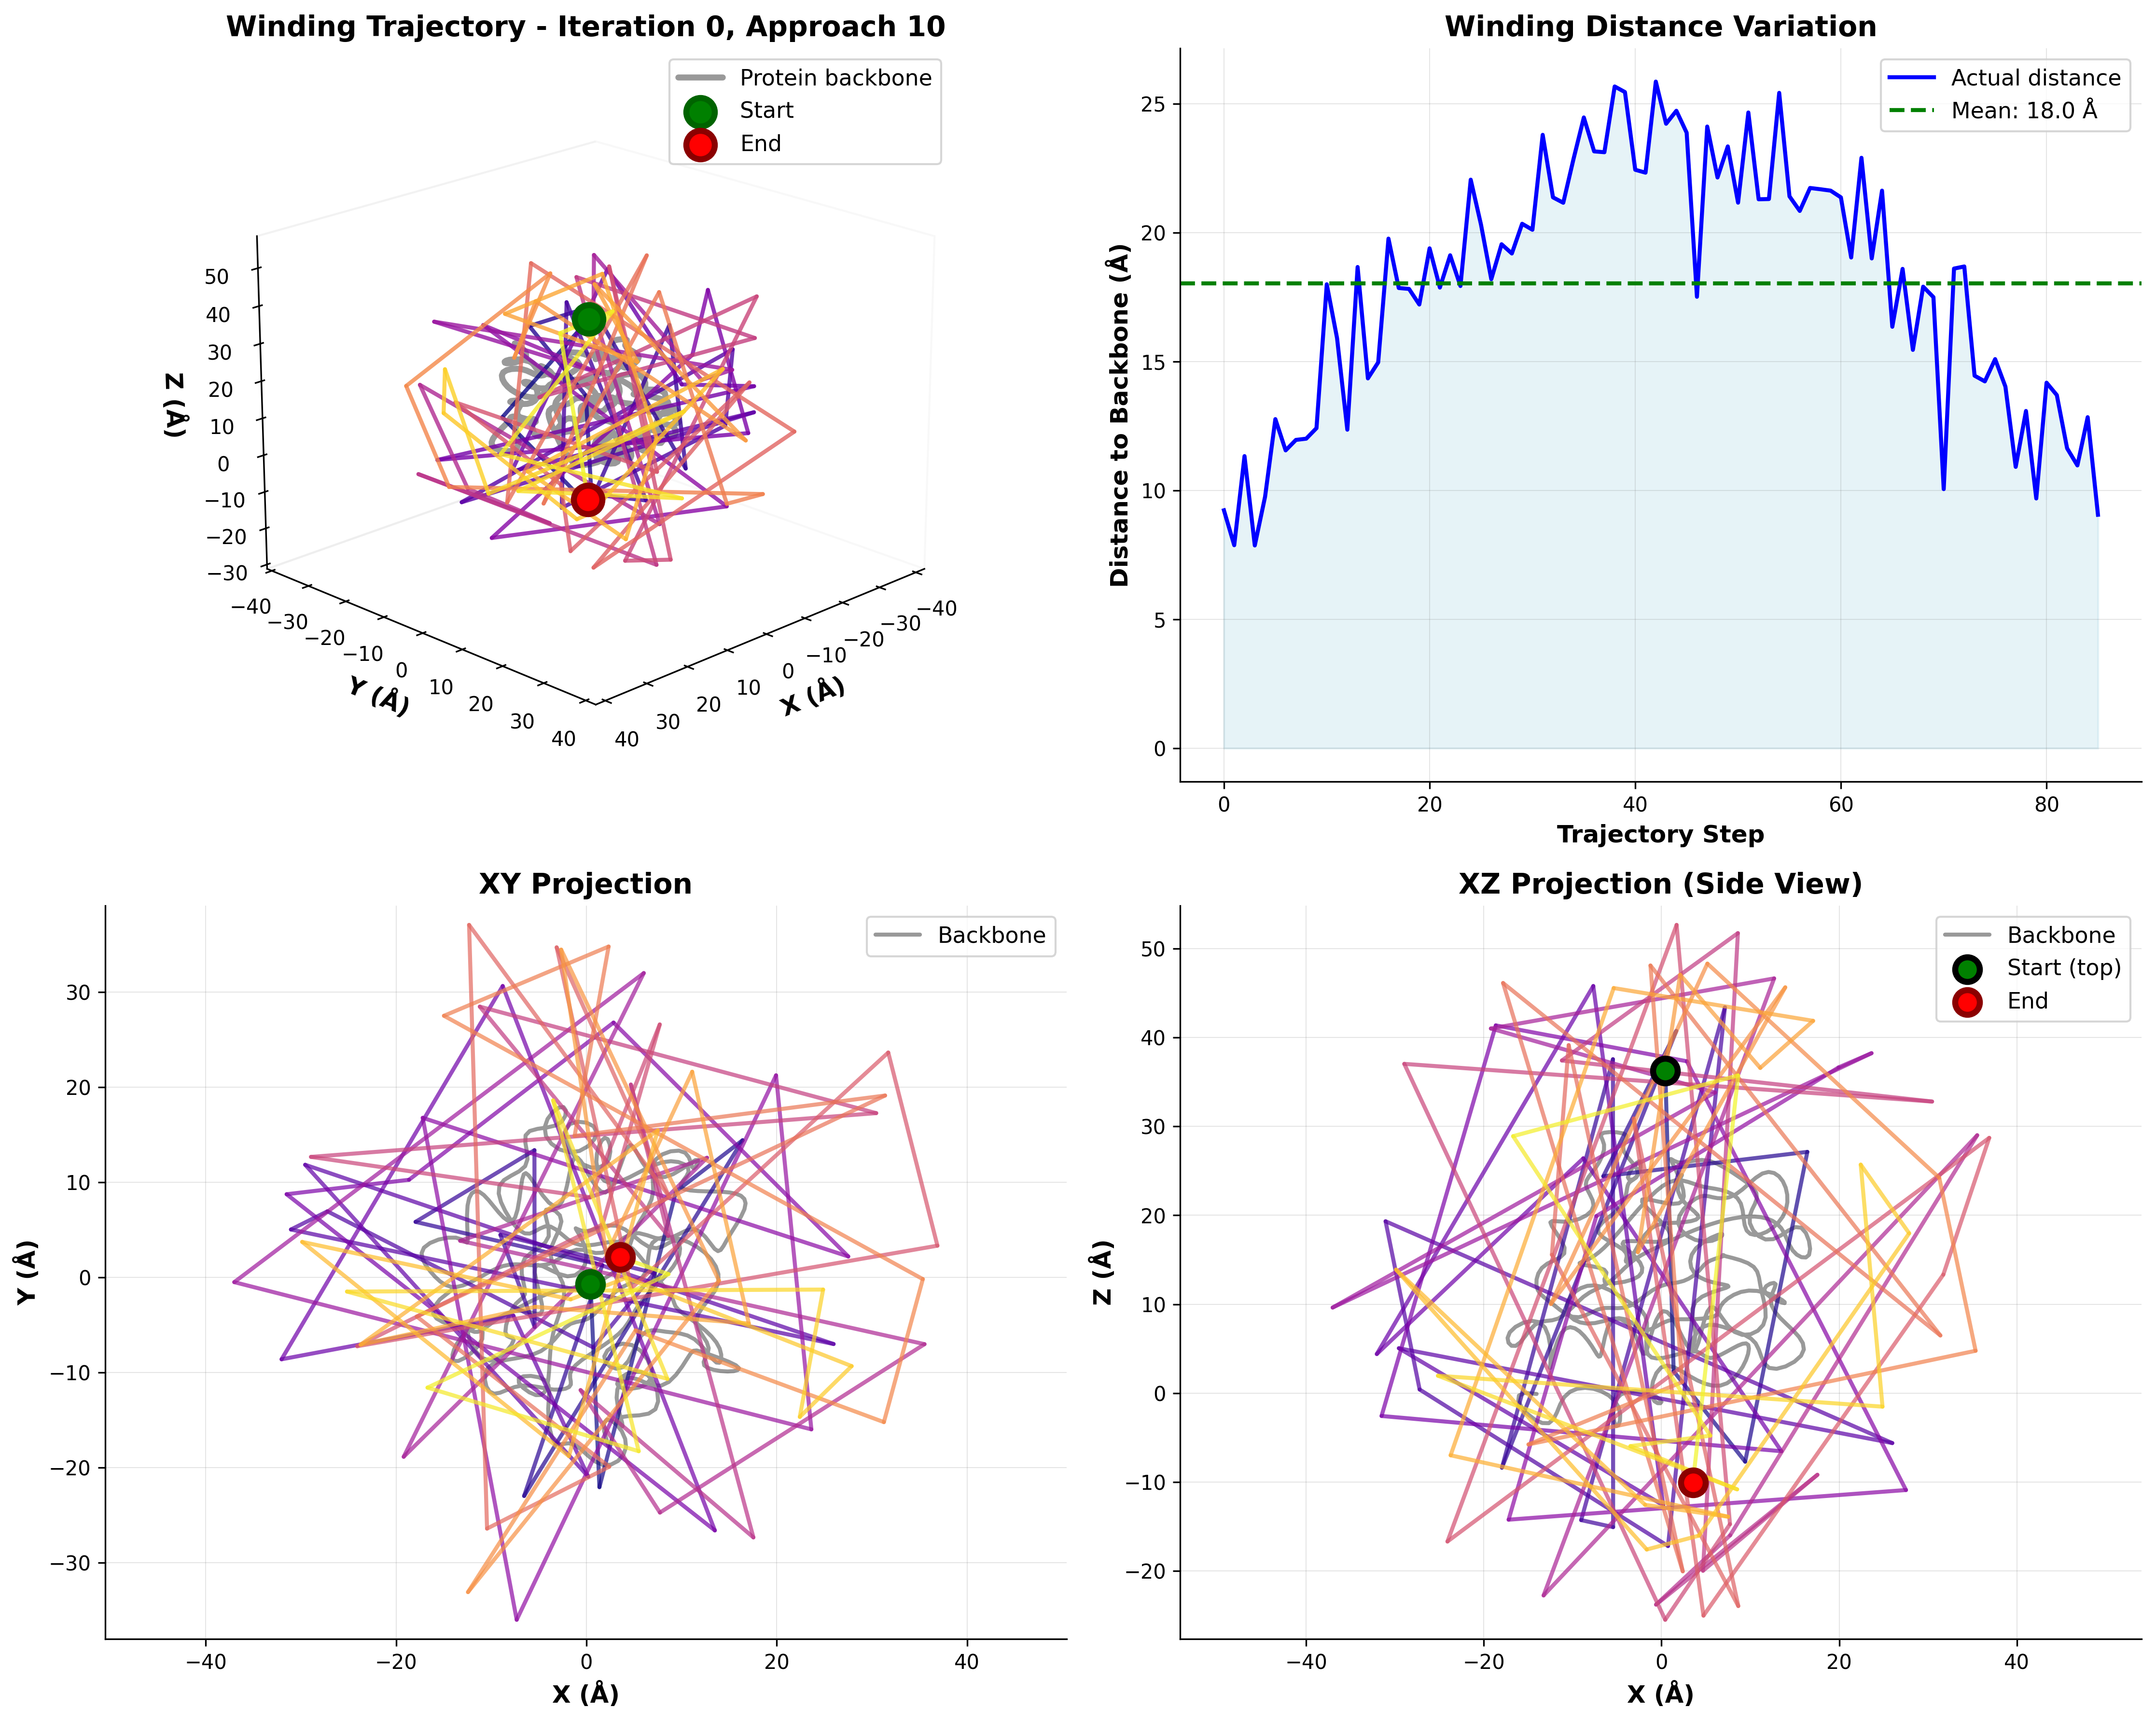 Winding Trajectory - Iteration 0, Approach 10
Protein backbone
Start
End
50
40
30
20
10
0
−10
−20
−30
Z (Å)
−40
−30
−20
−10
0
10
20
30
40
Y (Å)
40
30
20
10
0
−10
−20
−30
−40
X (Å)
Winding Distance Variation
Actual distance
Mean: 18.0 Å
25
20
15
10
5
0
Distance to Backbone (Å)
0
20
40
60
80
Trajectory Step
XY Projection
Backbone
30
20
10
0
−10
−20
−30
Y (Å)
−40
−20
0
20
40
X (Å)
XZ Projection (Side View)
Backbone
Start (top)
End
50
40
30
20
10
0
−10
−20
Z (Å)
−40
−20
0
20
40
X (Å)